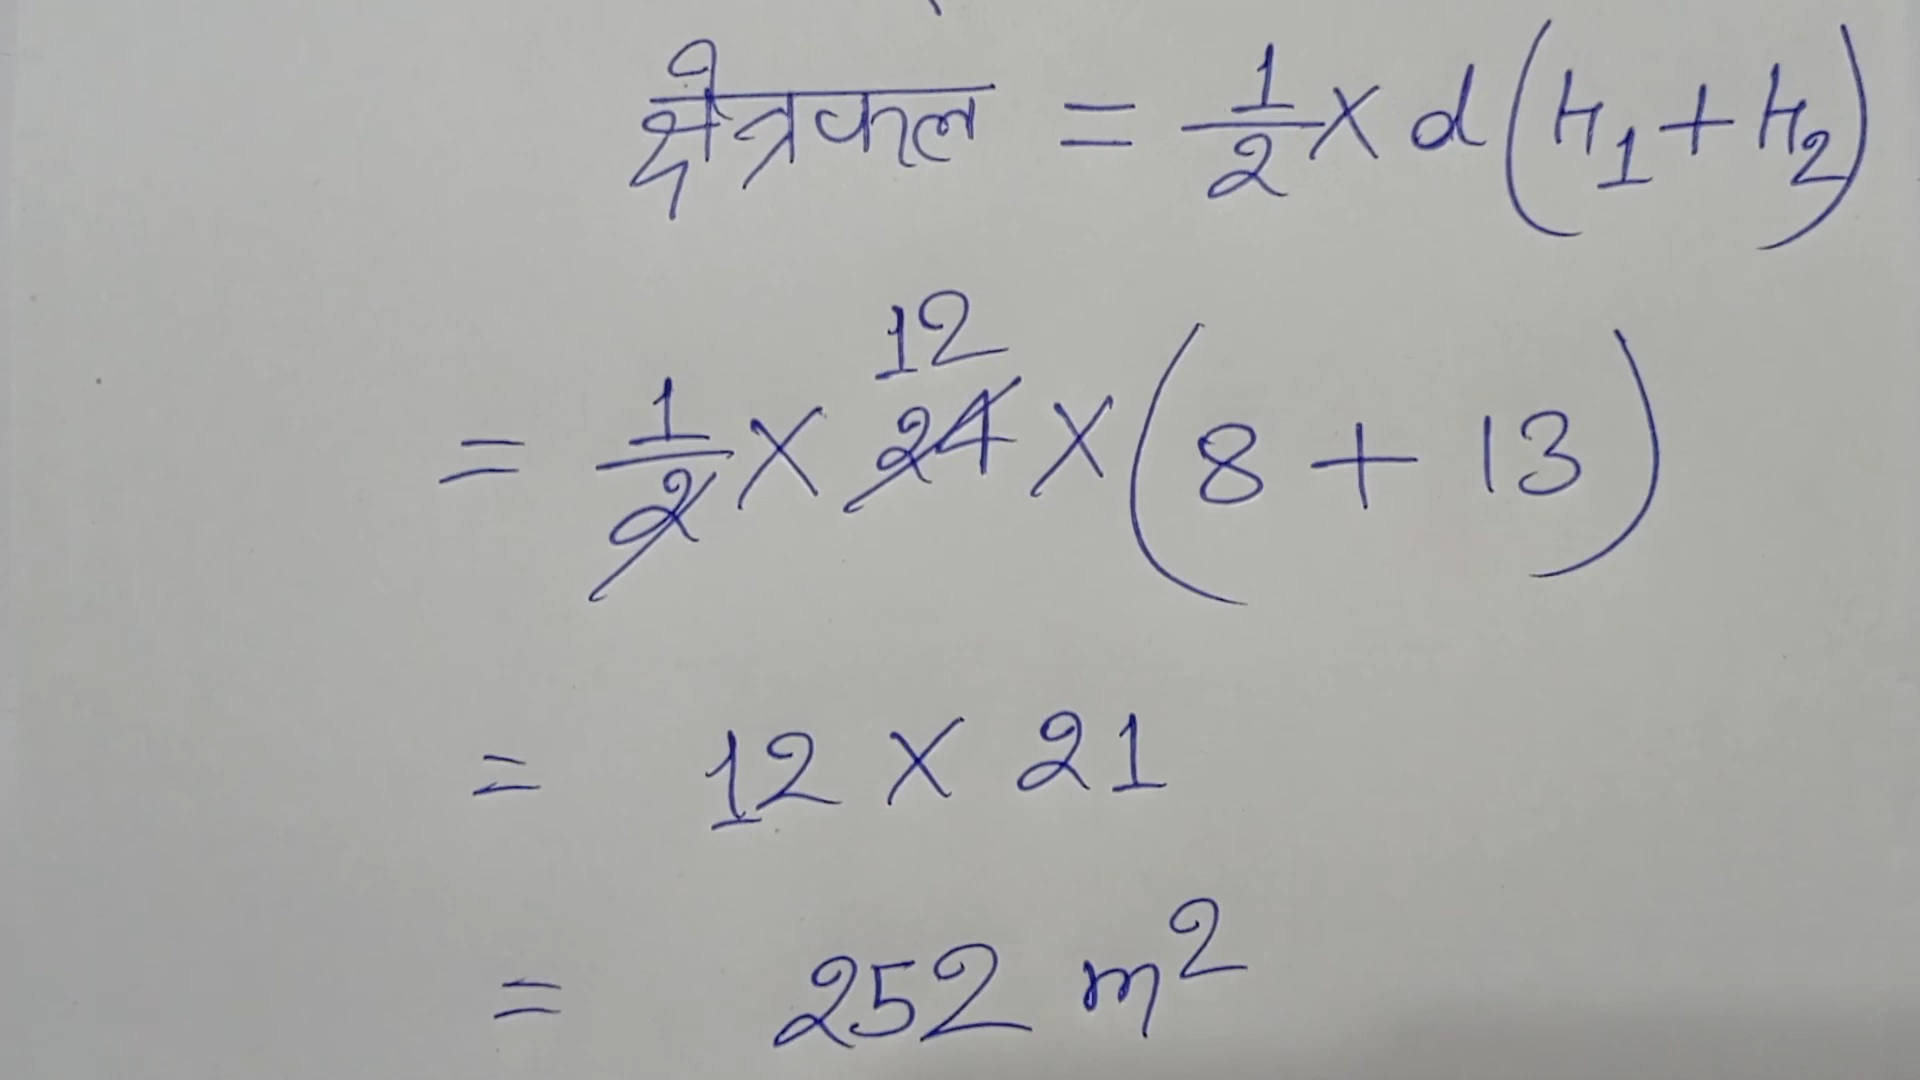 क्षेत्रफल = 1/2 × d(H₁ + H₂)
12
= 1/2 × 24 × (8 + 13)
= 12 × 21
= 252 m²